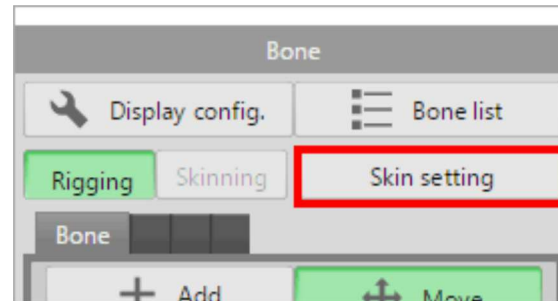 Bone
Display config. Bone list
Rigging Skinning Skin setting
Bone
Add Move